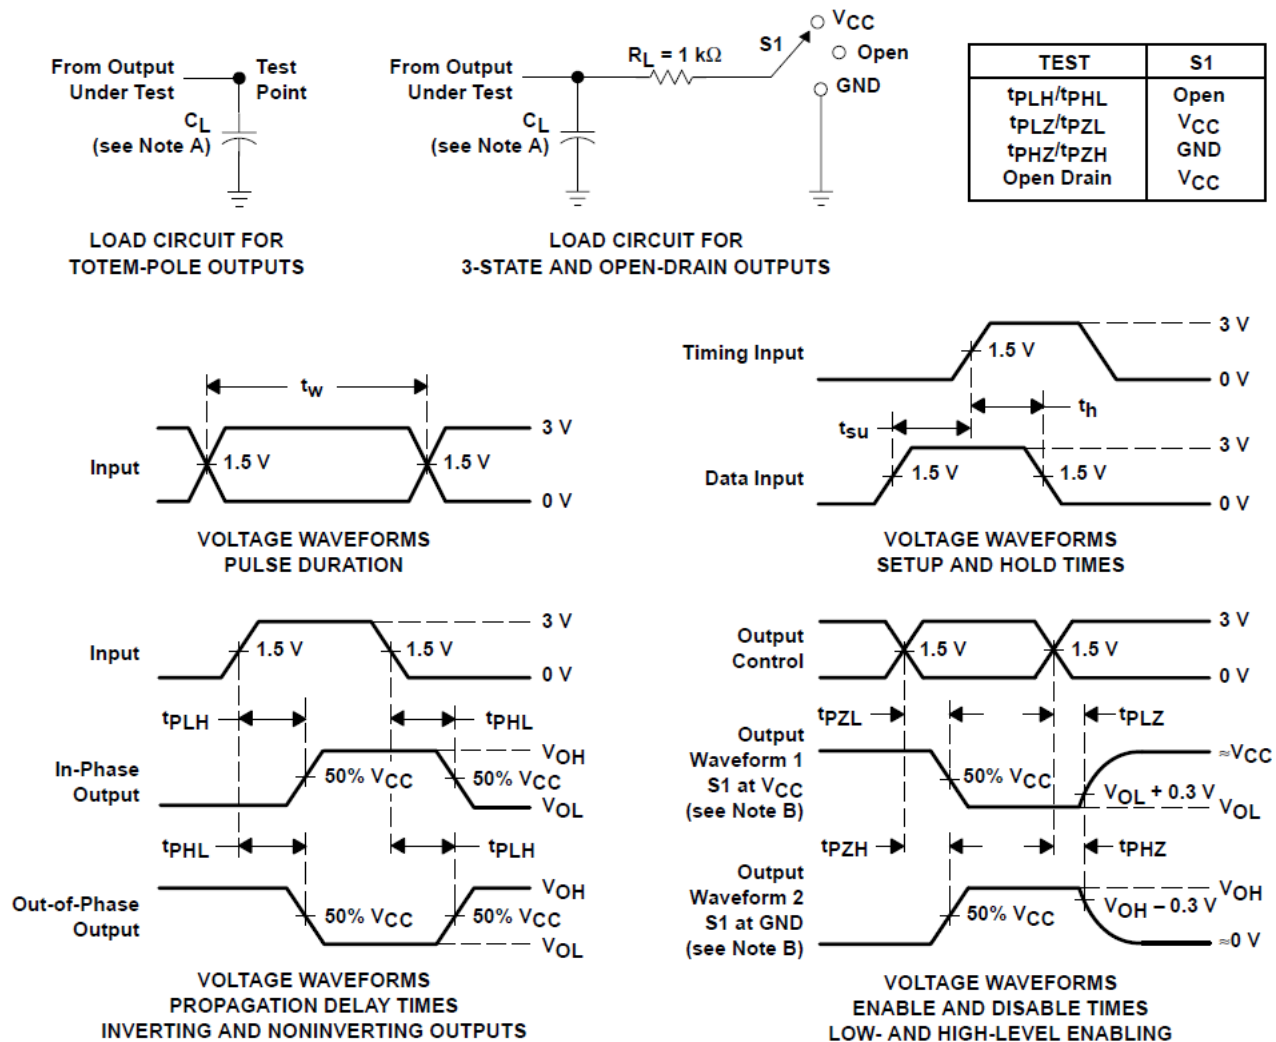 From Output
Under Test
Test
Point
CL
(see Note A)
LOAD CIRCUIT FOR
TOTEM-POLE OUTPUTS
From Output
Under Test
RL = 1 kΩ
S1
VCC
Open
GND
CL
(see Note A)
LOAD CIRCUIT FOR
3-STATE AND OPEN-DRAIN OUTPUTS
TEST S1
tPLH/tPHL Open
tPLZ/tPZL VCC
tPHZ/tPZH GND
Open Drain VCC
tw
Input
1.5 V
1.5 V
3 V
0 V
VOLTAGE WAVEFORMS
PULSE DURATION
Timing Input
1.5 V
3 V
0 V
th
tsu
Data Input
1.5 V
1.5 V
3 V
0 V
VOLTAGE WAVEFORMS
SETUP AND HOLD TIMES
Input
1.5 V
1.5 V
3 V
0 V
tPLH
tPHL
In-Phase
Output
50% VCC
50% VCC
VOH
VOL
tPHL
tPLH
Out-of-Phase
Output
50% VCC
50% VCC
VOH
VOL
VOLTAGE WAVEFORMS
PROPAGATION DELAY TIMES
INVERTING AND NONINVERTING OUTPUTS
Output
Control
1.5 V
1.5 V
3 V
0 V
tPZL
tPLZ
Output
Waveform 1
S1 at VCC
(see Note B)
50% VCC
VOL + 0.3 V
≈VCC
VOL
tPZH
tPHZ
Output
Waveform 2
S1 at GND
(see Note B)
50% VCC
VOH – 0.3 V
VOH
≈0 V
VOLTAGE WAVEFORMS
ENABLE AND DISABLE TIMES
LOW- AND HIGH-LEVEL ENABLING